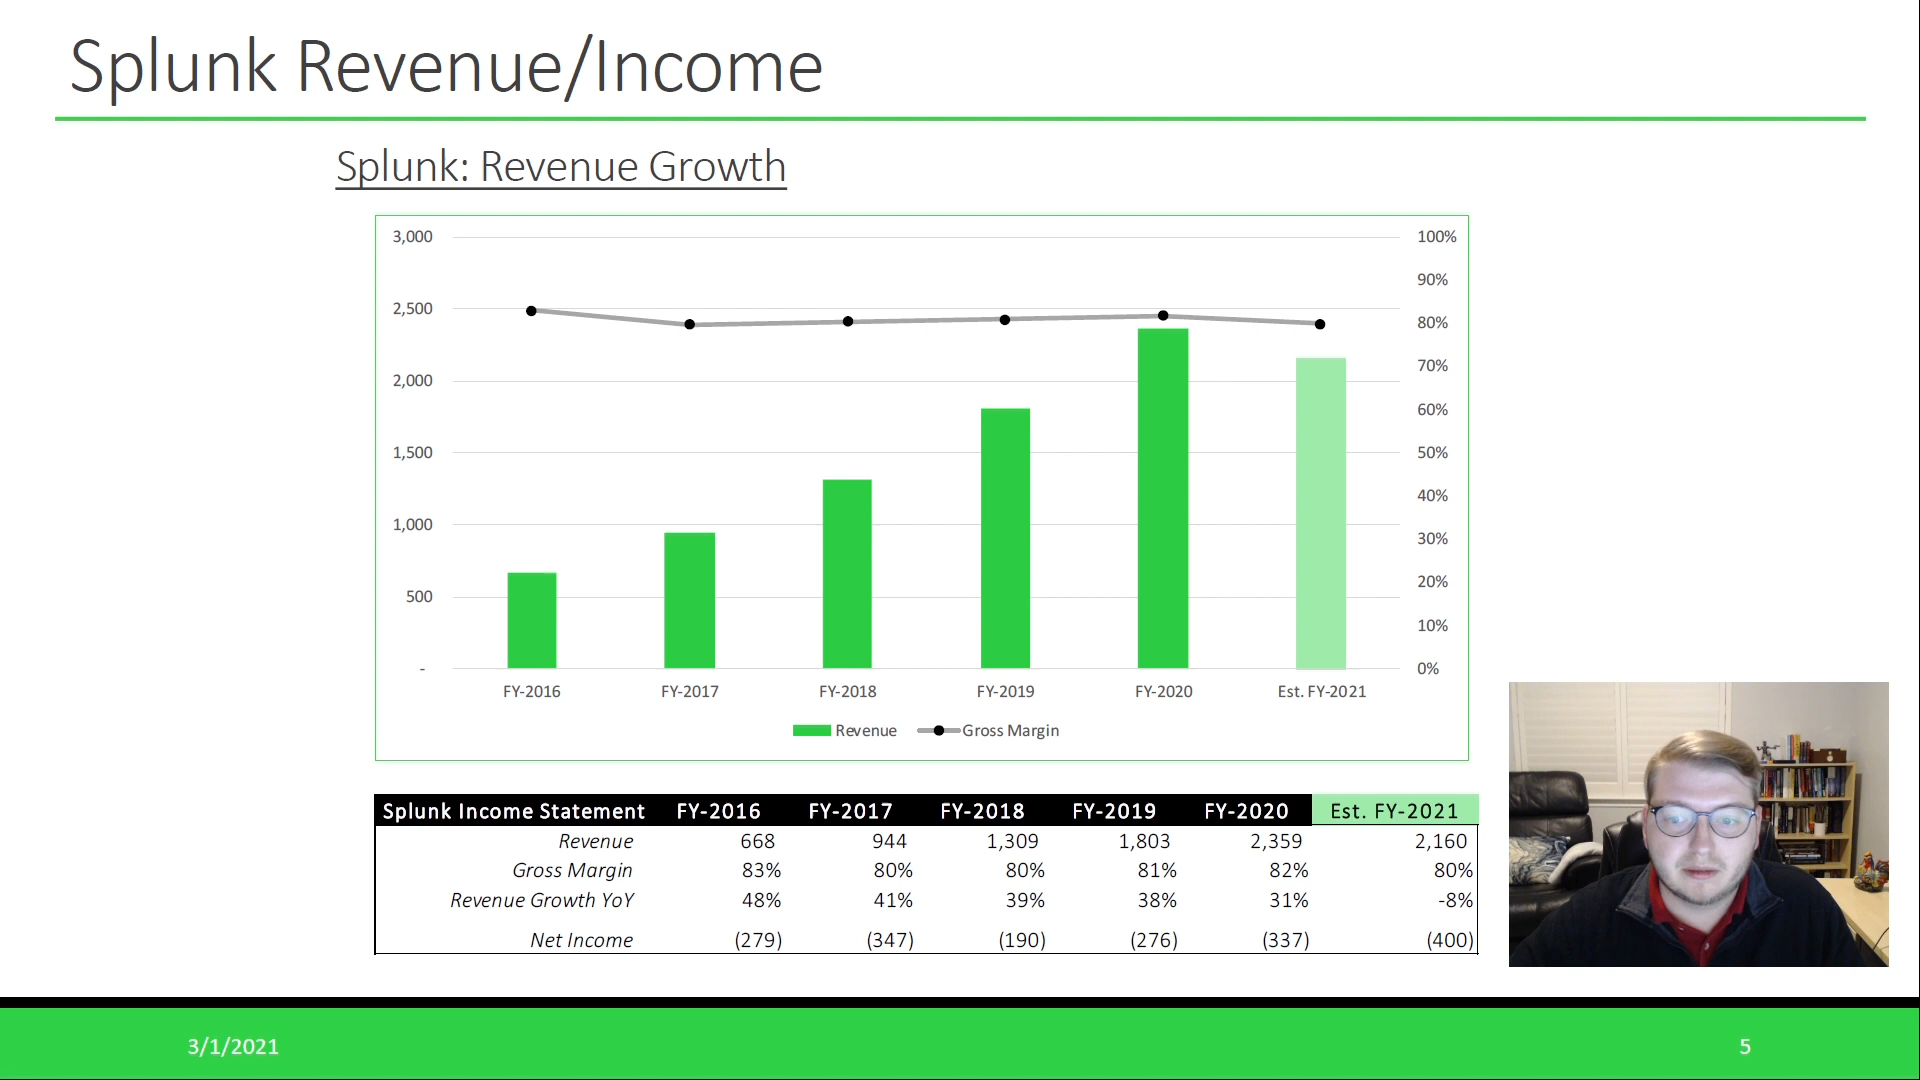 Splunk Revenue/Income
Splunk: Revenue Growth
3,000
2,500
2,000
1,500
1,000
500
-
100%
90%
80%
70%
60%
50%
40%
30%
20%
10%
0%
FY-2016 FY-2017 FY-2018 FY-2019 FY-2020 Est. FY-2021
Revenue Gross Margin
Splunk Income Statement FY-2016 FY-2017 FY-2018 FY-2019 FY-2020 Est. FY-2021
Revenue 668 944 1,309 1,803 2,359 2,160
Gross Margin 83% 80% 80% 81% 82% 80%
Revenue Growth YoY 48% 41% 39% 38% 31% -8%
Net Income (279) (347) (190) (276) (337) (400)
3/1/2021 5